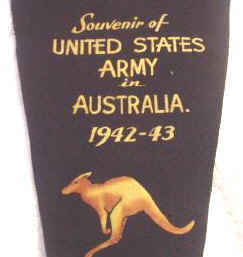 Souvenir of
UNITED STATES
ARMY
in
AUSTRALIA.
1942-43